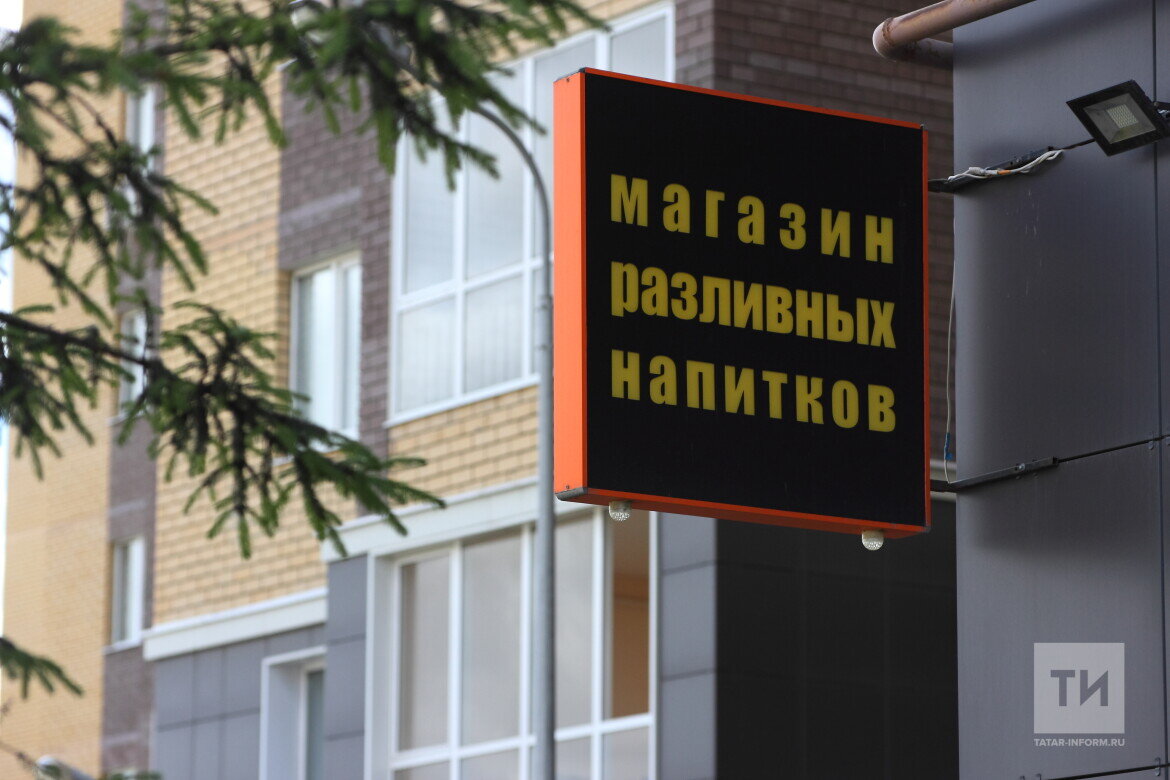 магазин
разливных
напитков
ТИ
TATAR-INFORM.RU